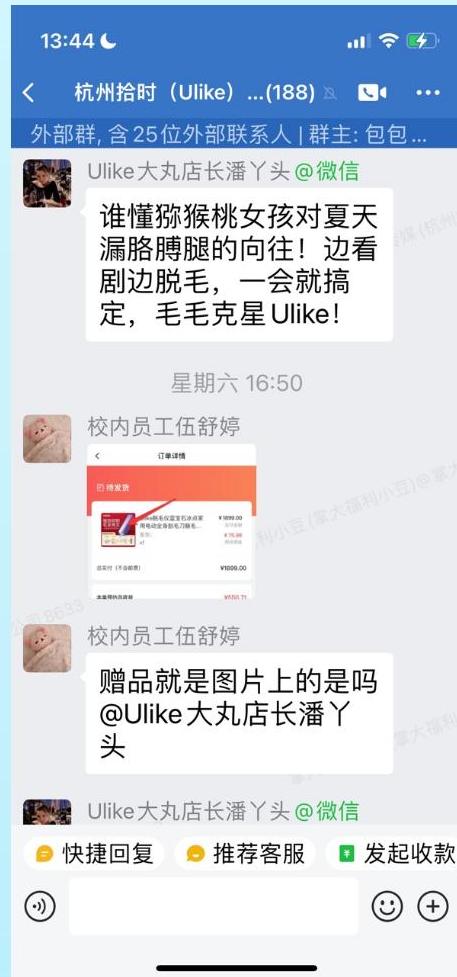 13:44
杭州拾时（Ulike）...(188)
外部群, 含25位外部联系人 | 群主: 包包...
Ulike大丸店长潘丫头@微信
谁懂猕猴桃女孩对夏天
漏胳膊腿的向往！边看
剧边脱毛，一会就搞
定，毛毛克星Ulike！
星期六 16:50
校内员工伍舒婷
订单详情
待发货
¥1899.00
实付款（不含邮费）
¥1899.00
校内员工伍舒婷
赠品就是图片上的是吗
@Ulike大丸店长潘丫
头
Ulike大丸店长潘丫头@微信
快捷回复
推荐客服
发起收款